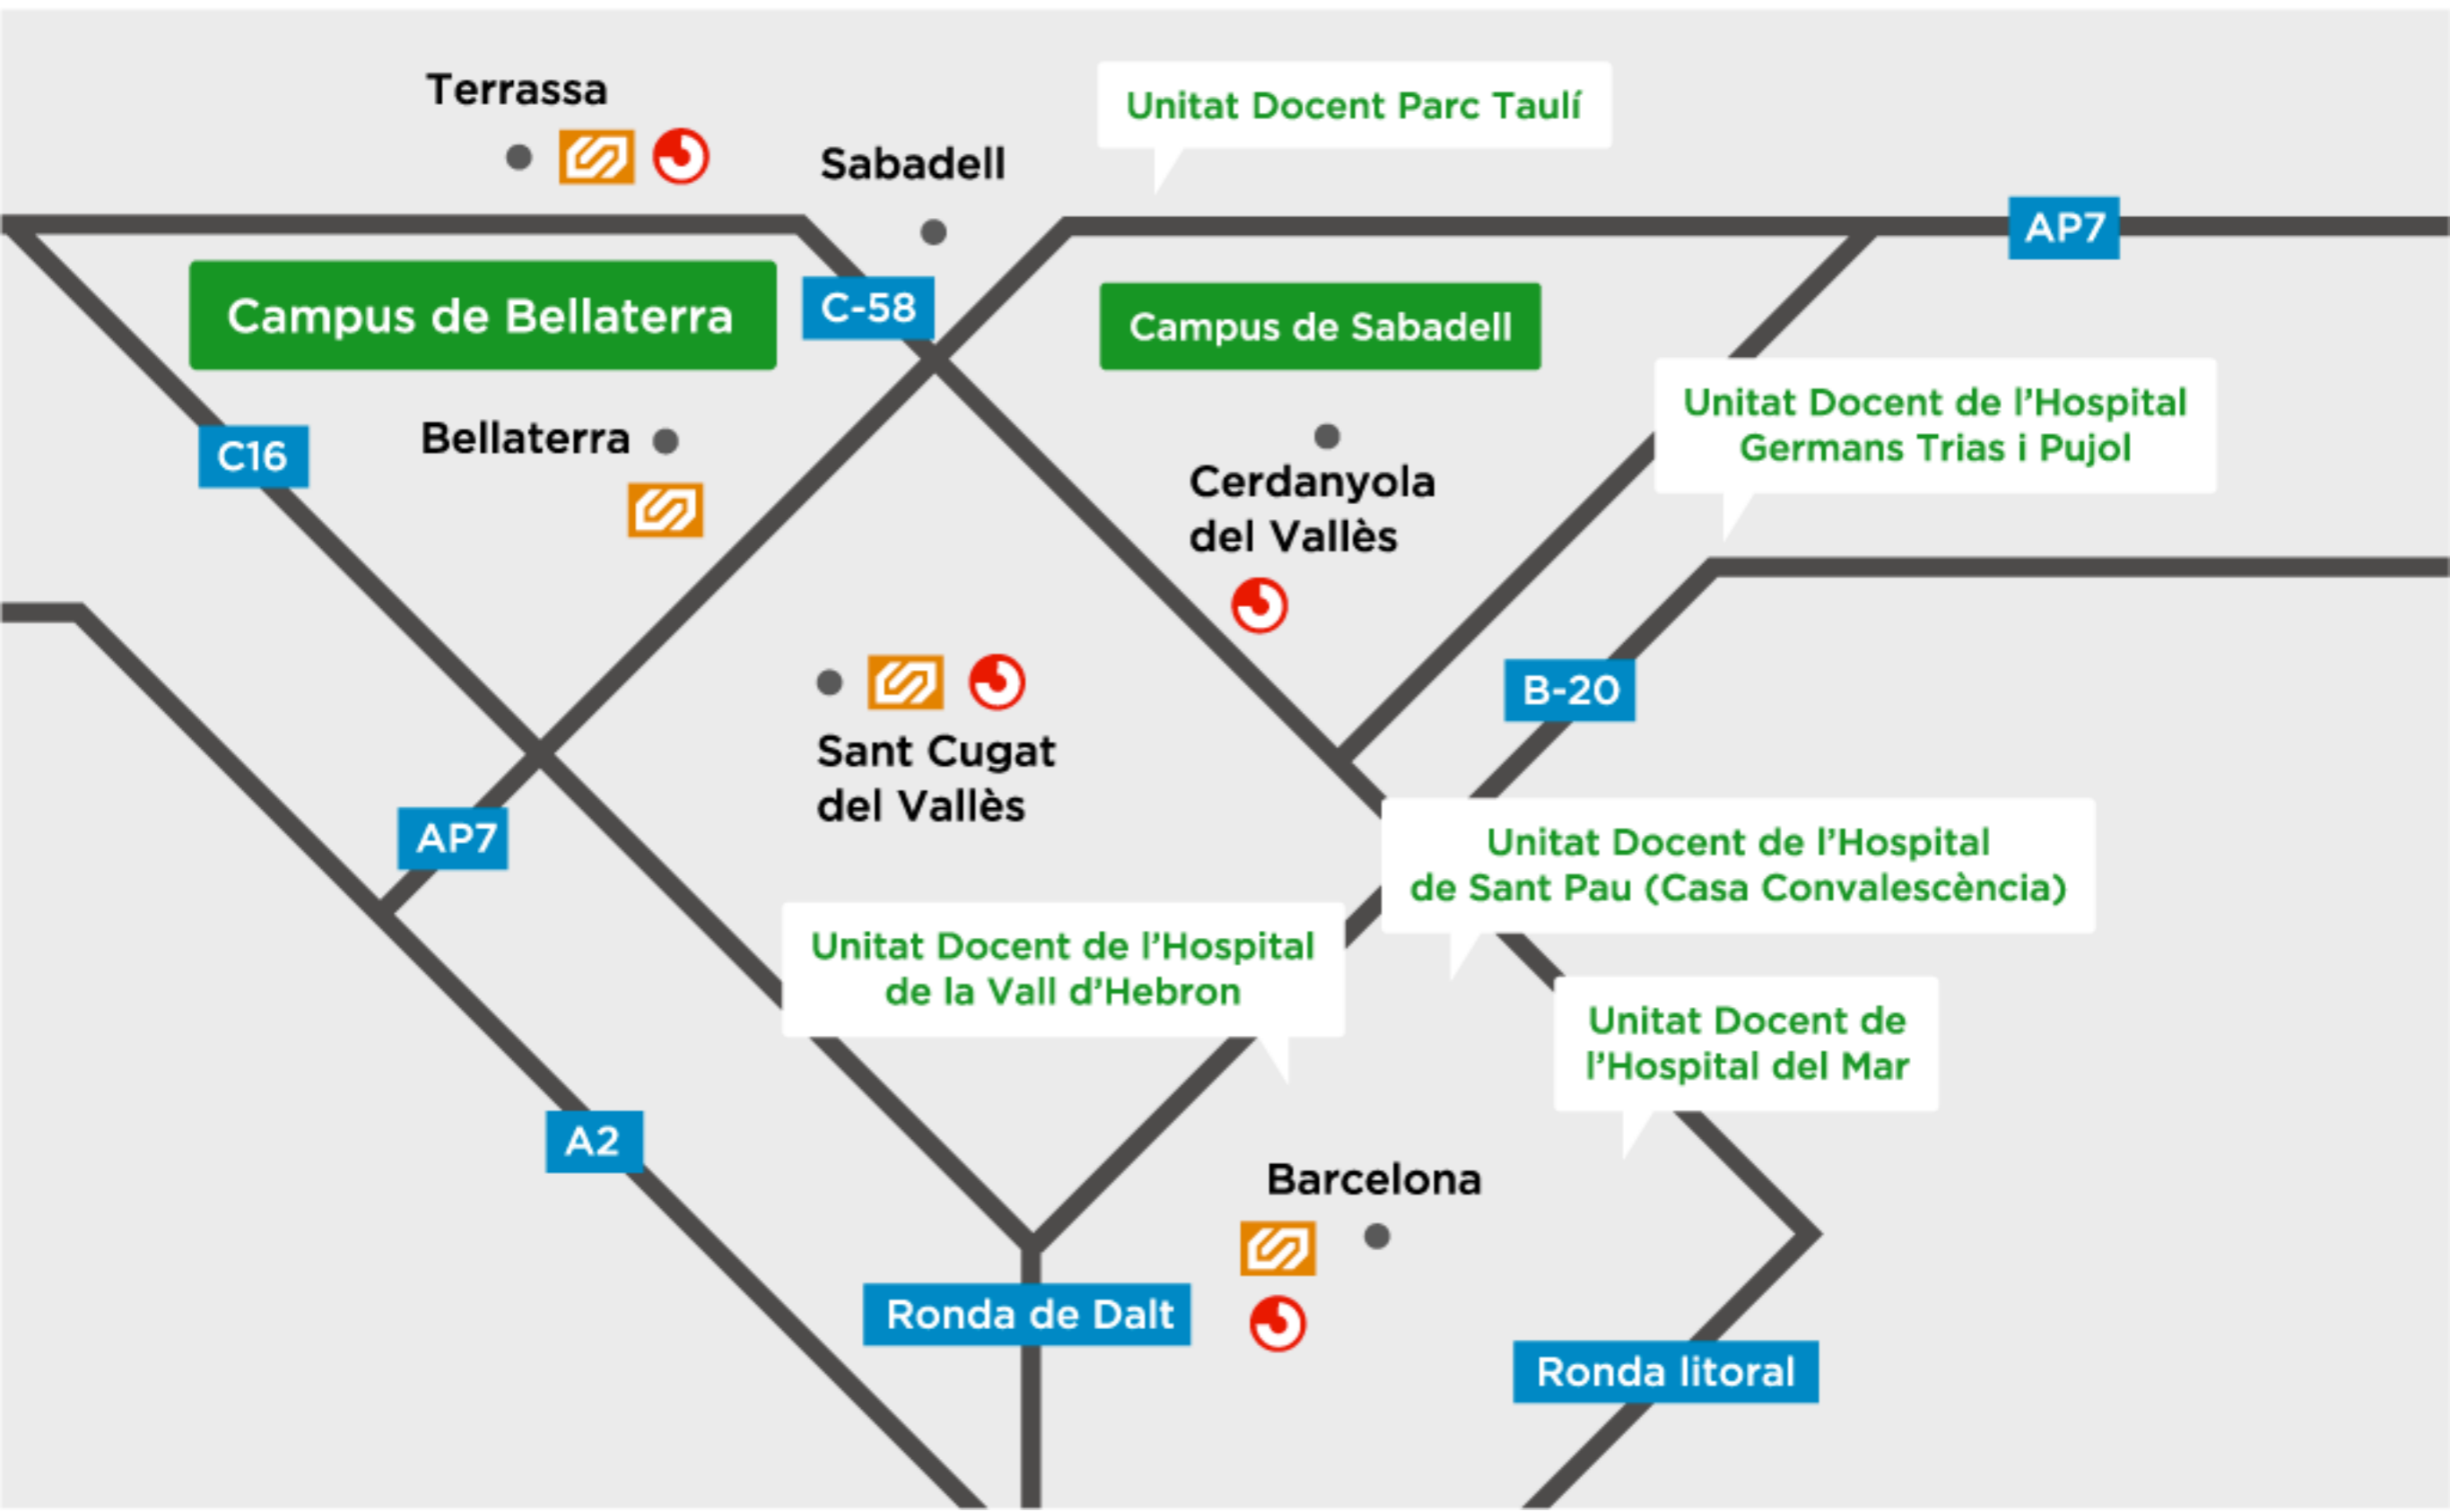 Terrassa
Unitat Docent Parc Taulí
Sabadell
AP7
C-58
Campus de Bellaterra
Campus de Sabadell
Unitat Docent de l’Hospital
Germans Trias i Pujol
Bellaterra
C16
Cerdanyola
del Vallès
B-20
Sant Cugat
del Vallès
AP7
Unitat Docent de l’Hospital
de Sant Pau (Casa Convalescència)
Unitat Docent de l’Hospital
de la Vall d’Hebron
Unitat Docent de
l’Hospital del Mar
A2
Barcelona
Ronda de Dalt
Ronda litoral